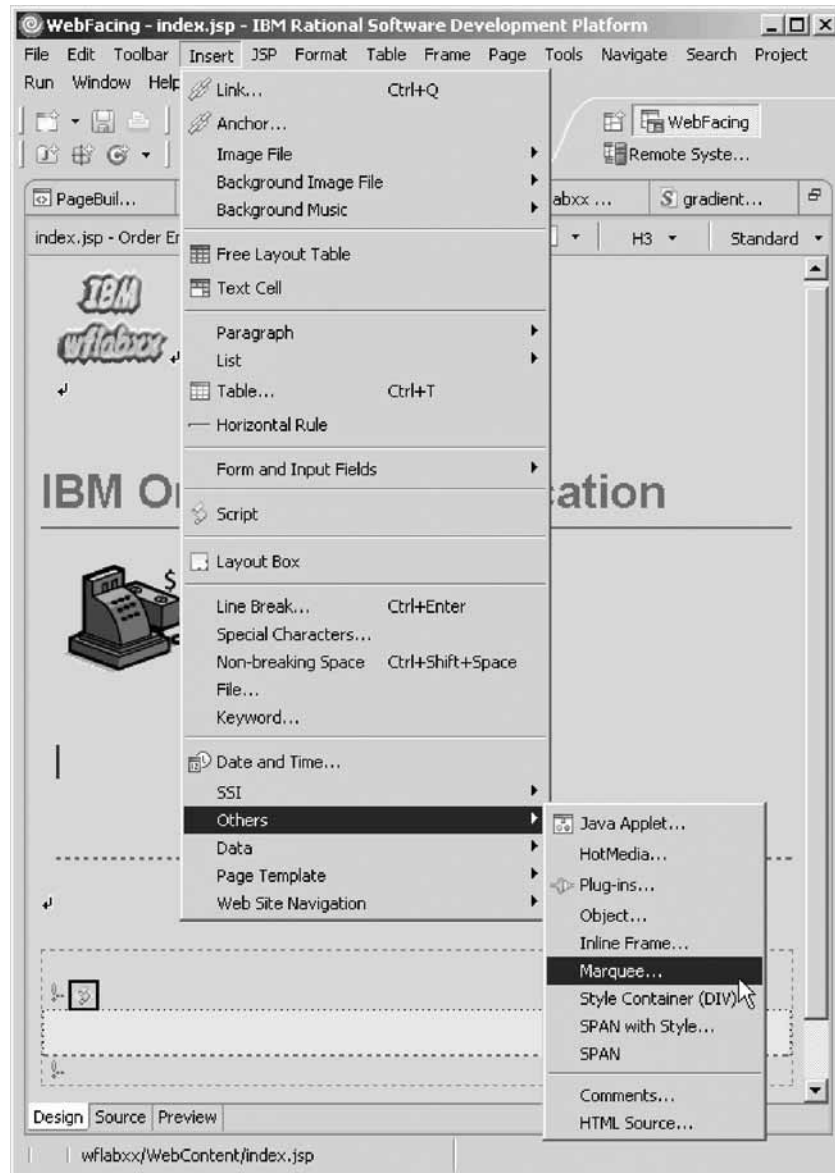 WebFacing - index.jsp - IBM Rational Software Development Platform
File Edit Toolbar Insert JSP Format Table Frame Page Tools Navigate Search Project
Run Window Help
WebFacing
Remote Syste...
PageBuil...
abxx ...
gradient...
index.jsp - Order Er
H3
Standard
IBM
wflabxx
IBM O
cation
Link... Ctrl+Q
Anchor...
Image File
Background Image File
Background Music
Free Layout Table
Text Cell
Paragraph
List
Table... Ctrl+T
Horizontal Rule
Form and Input Fields
Script
Layout Box
Line Break... Ctrl+Enter
Special Characters...
Non-breaking Space Ctrl+Shift+Space
File...
Keyword...
Date and Time...
SSI
Others
Data
Page Template
Web Site Navigation
Java Applet...
HotMedia...
Plug-ins...
Object...
Inline Frame...
Marquee...
Style Container (DIV)
SPAN with Style...
SPAN
Comments...
HTML Source...
Design Source Preview
wflabxx/WebContent/index.jsp